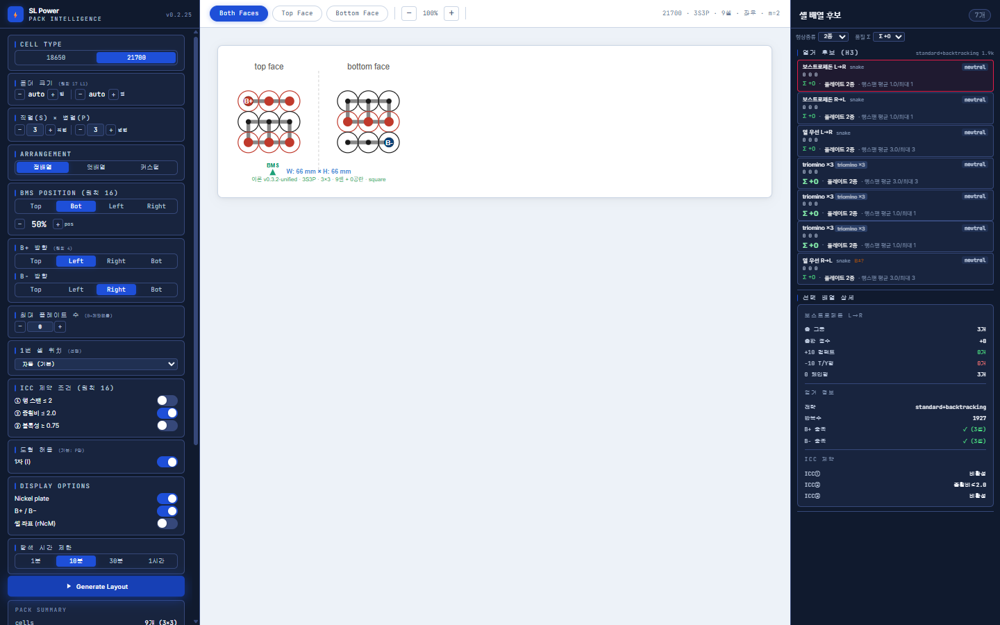 SL Power
PACK INTELLIGENCE
v0.2.25
CELL TYPE
18650
21700
홀더 크기 (원칙 17 L1)
− auto +
− auto +
직렬(S) × 병렬(P)
− 3 + 직렬
− 3 + 병렬
ARRANGEMENT
정배열
엇배열
커스텀
BMS POSITION (원칙 16)
Top
Bot
Left
Right
− 50% + pos
B+ 방향 (원칙 4)
Top
Left
Right
Bot
B- 방향
Top
Left
Right
Bot
최대 플레이트 수 (0=제한없음)
− 0 +
1번 셀 위치 (선형)
자동 (기본)
ICC 제약 조건 (원칙 16)
① 행 스팬 ≤ 2
② 종횡비 ≤ 2.0
③ 볼록성 ≥ 0.75
도형 허용
1자 (I)
DISPLAY OPTIONS
Nickel plate
B+ / B−
셀 좌표 (rNcM)
탐색 시간 제한
1분
10분
30분
1시간
▶ Generate Layout
PACK SUMMARY
cells
9개 (3×3)
Both Faces
Top Face
Bottom Face
− 100% +
21700 · 3S3P · 9셀 · 좌우 · m=2
top face
bottom face
B+
B-
BMS
W: 66 mm × H: 66 mm
이론 v0.3.2-unified · 3S3P · 3×3 · 9셀 + 0공란 · square
셀 배열 후보
7개
형상종류 2종
품질 Σ Σ +0
열거 후보 (H3)
standard+backtracking 1.9k
보스트로페돈 L→R snake
neutral
0 0 0
Σ +0 · 플레이트 2종 · 행스팬 평균 1.0/최대 1
보스트로페돈 R→L snake
neutral
0 0 0
Σ +0 · 플레이트 2종 · 행스팬 평균 1.0/최대 1
열 우선 L→R snake
neutral
0 0 0
Σ +0 · 플레이트 2종 · 행스팬 평균 3.0/최대 3
triomino ×3 triomino ×3
neutral
0 0 0
Σ +0 · 플레이트 2종 · 행스팬 평균 3.0/최대 3
triomino ×3 triomino ×3
neutral
0 0 0
Σ +0 · 플레이트 2종 · 행스팬 평균 1.0/최대 1
triomino ×3 triomino ×3
neutral
0 0 0
Σ +0 · 플레이트 2종 · 행스팬 평균 1.0/최대 1
열 우선 R→L snake B+?
neutral
0 0 0
Σ +0 · 플레이트 2종 · 행스팬 평균 3.0/최대 3
선택 배열 상세
보스트로페돈 L→R
총 그룹
3개
총합 점수
+0
+10 컴팩트
0개
-10 T/Y형
0개
0 체인형
3개
열거 정보
전략
standard+backtracking
반복수
1927
B+ 충족
✓ (3셀)
B- 충족
✓ (3셀)
ICC 제약
ICC①
비활성
ICC②
종횡비≤2.0
ICC③
비활성